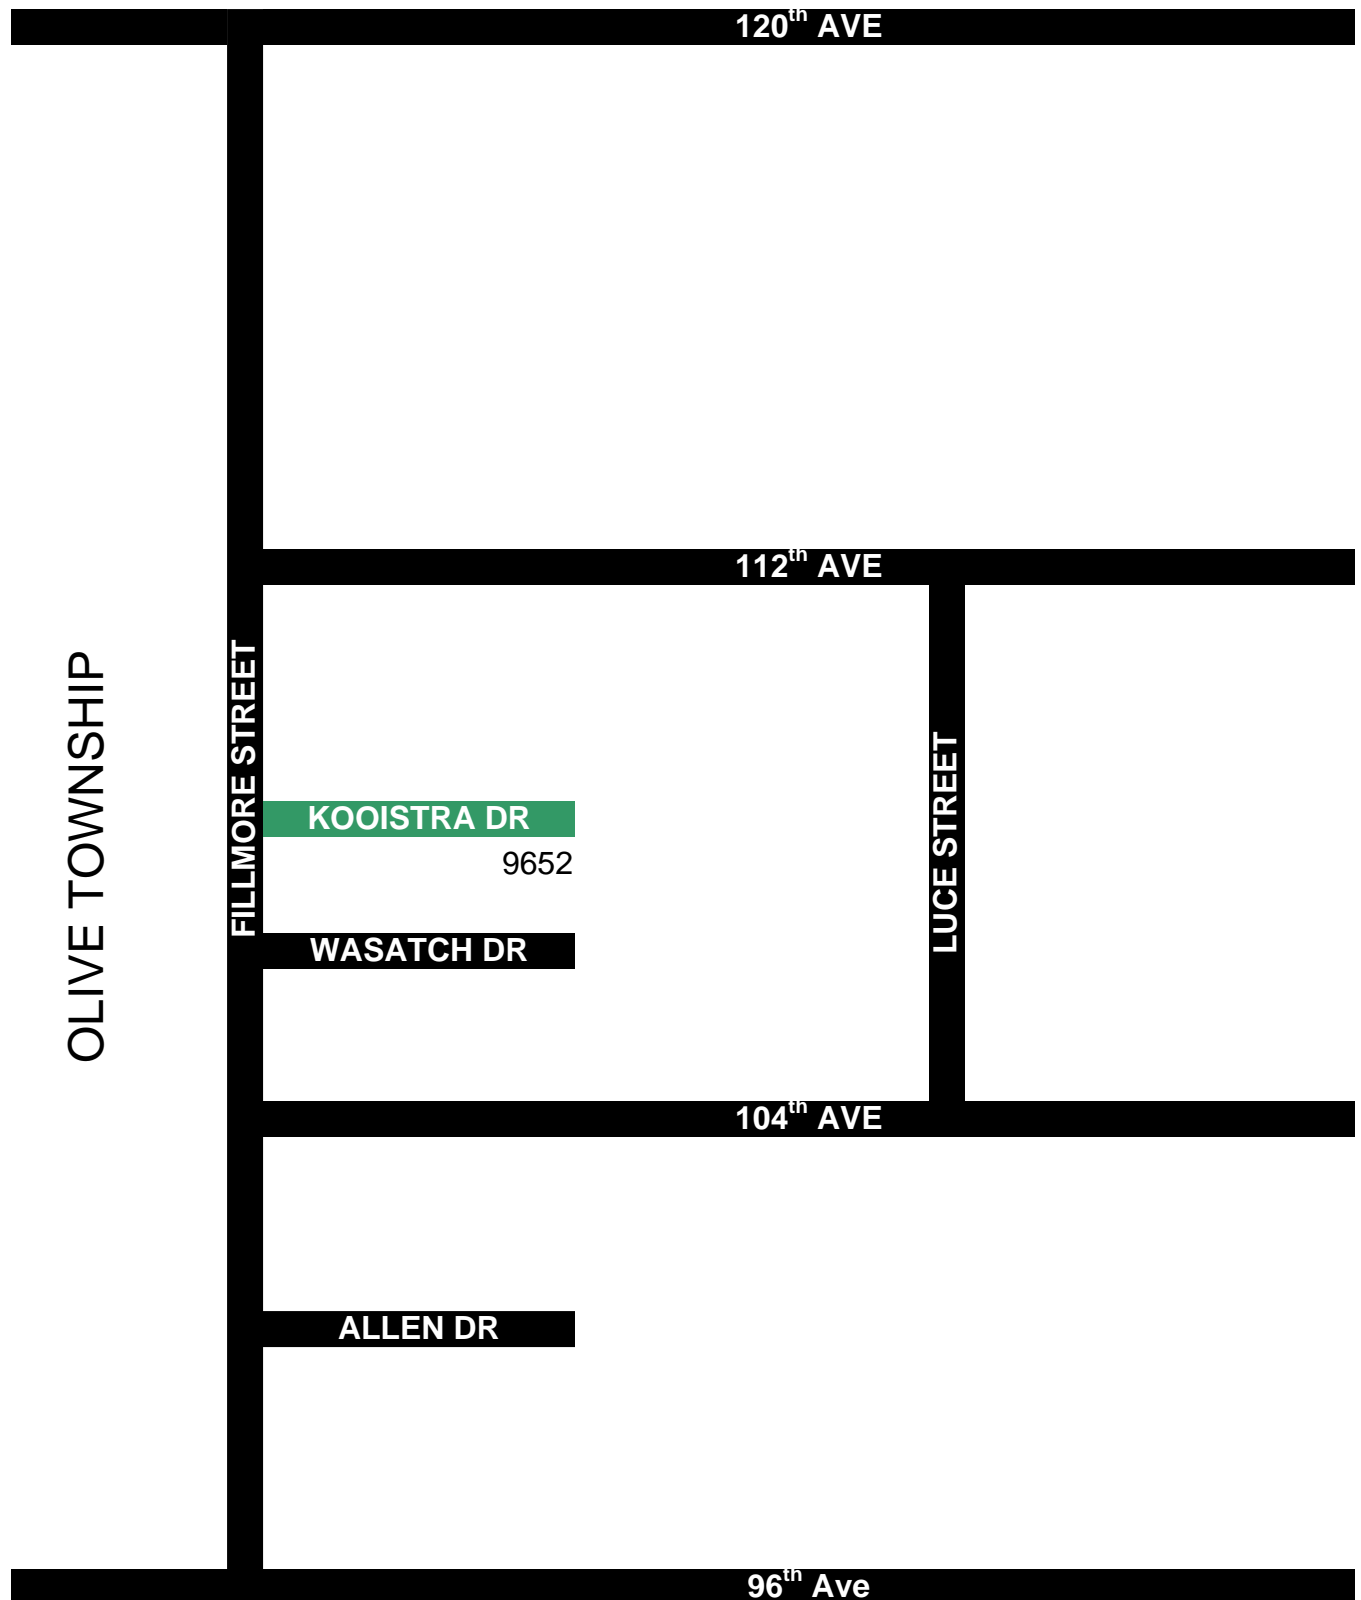 120th AVE
112th AVE
OLIVE TOWNSHIP
FILLMORE STREET
LUCE STREET
KOOISTRA DR
9652
WASATCH DR
104th AVE
ALLEN DR
96th Ave